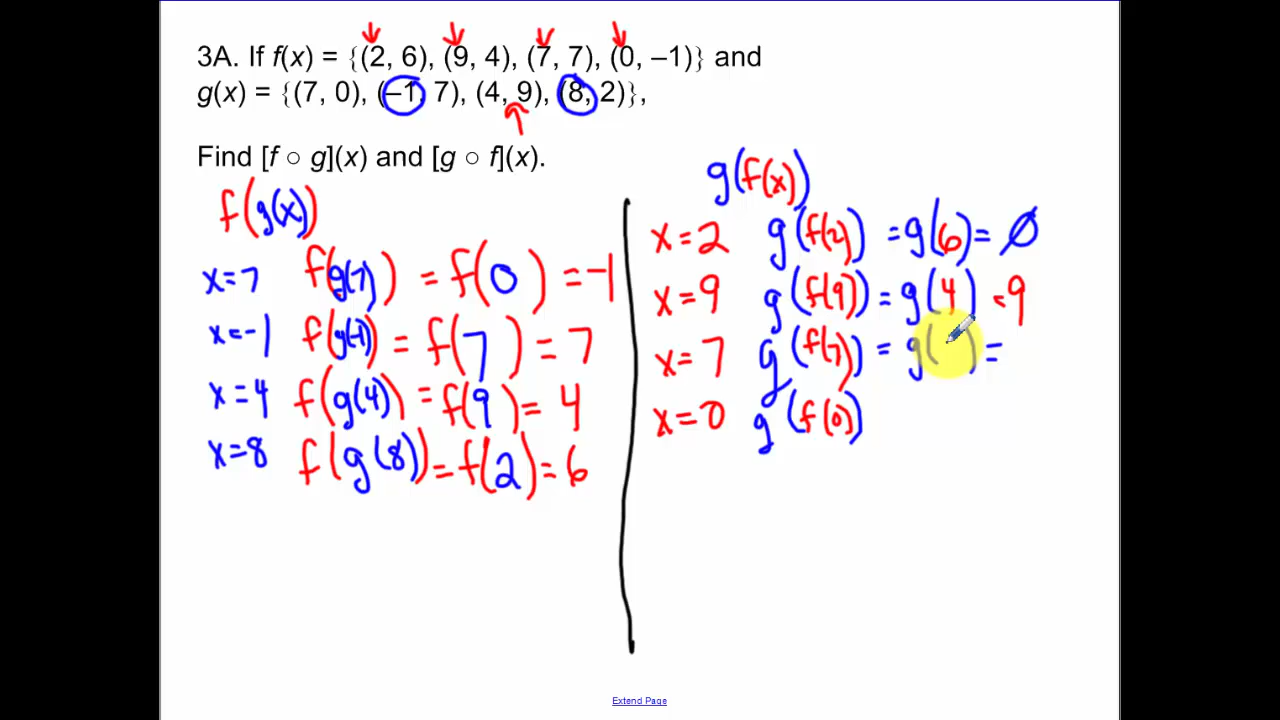 3A. If f(x) = {(2, 6), (9, 4), (7, 7), (0, –1)} and
g(x) = {(7, 0), (–1, 7), (4, 9), (8, 2)},
Find [f ○ g](x) and [g ○ f](x).
f(g(x))
x=7 f(g(7)) = f(0) = -1
x=-1 f(g(-1)) = f(7) = 7
x=4 f(g(4)) = f(9) = 4
x=8 f(g(8)) = f(2) = 6
g(f(x))
x=2 g(f(2)) = g(6) = Ø
x=9 g(f(9)) = g(4) = 9
x=7 g(f(7)) = g( ) =
x=0 g(f(0))
Extend Page